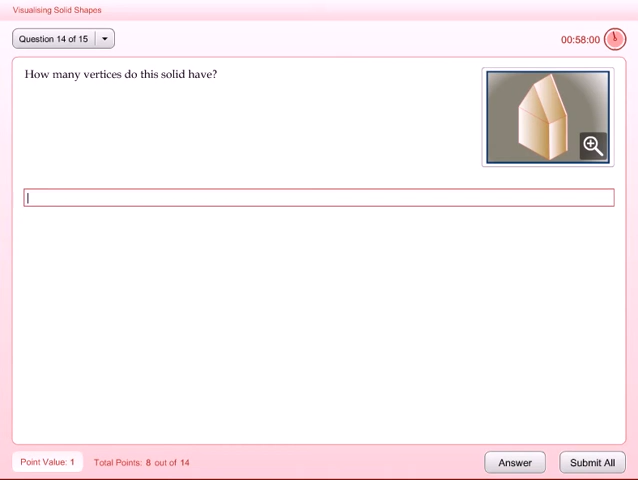 Visualising Solid Shapes
Question 14 of 15
00:58:00
How many vertices do this solid have?
Point Value: 1
Total Points: 8 out of 14
Answer
Submit All